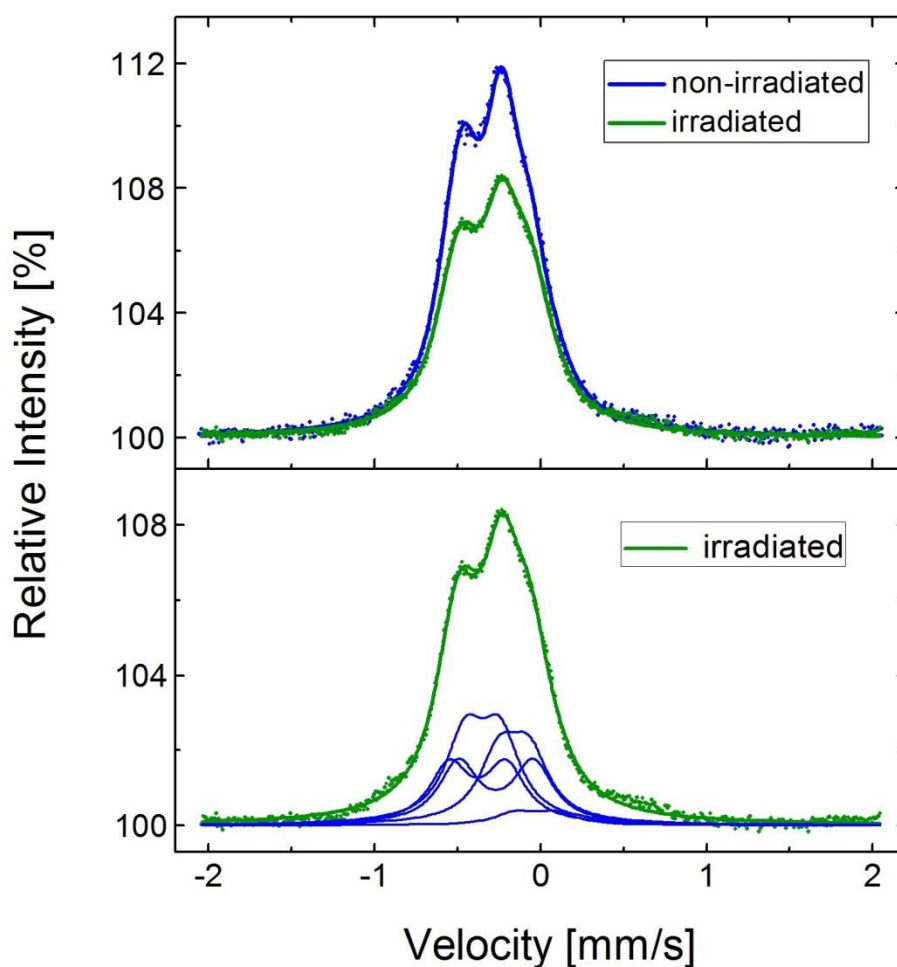 Relative Intensity [%]
112
108
104
100
non-irradiated
irradiated
108
104
100
irradiated
-2
-1
0
1
2
Velocity [mm/s]